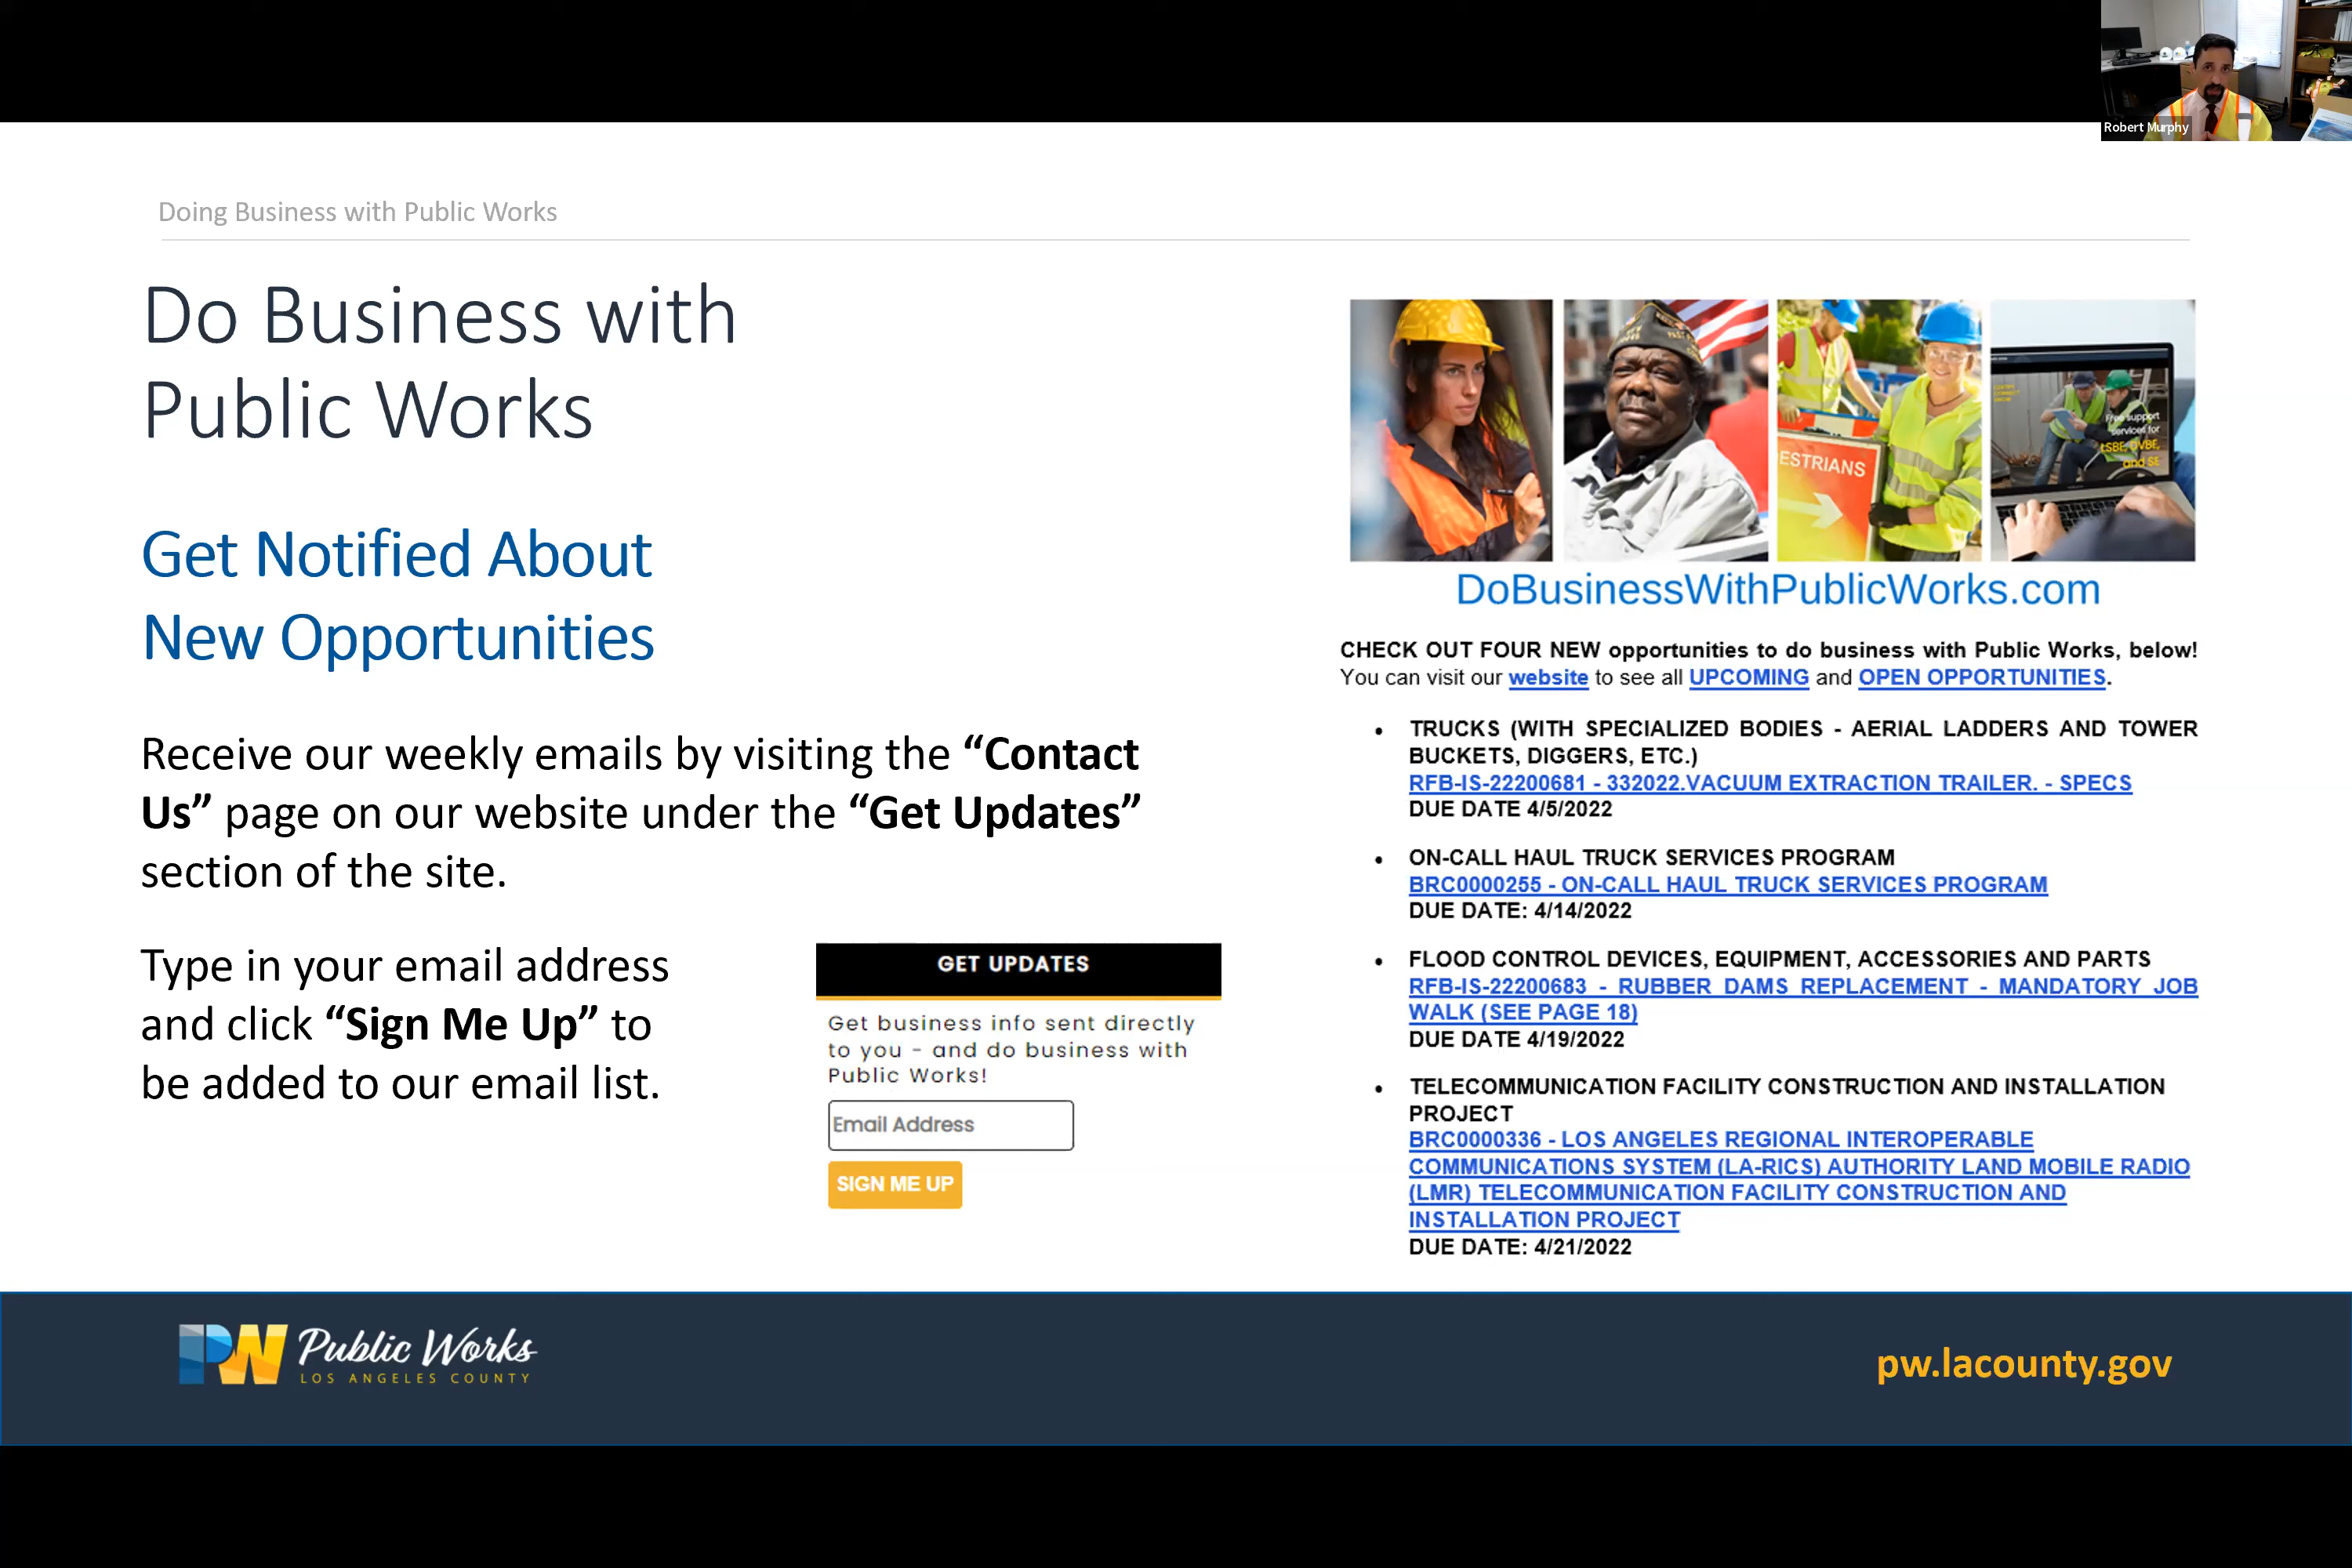 Robert Murphy
Doing Business with Public Works
Do Business with
Public Works
Get Notified About
New Opportunities
Receive our weekly emails by visiting the “Contact
Us” page on our website under the “Get Updates”
section of the site.
Type in your email address
and click “Sign Me Up” to
be added to our email list.
GET UPDATES
Get business info sent directly
to you - and do business with
Public Works!
Email Address
SIGN ME UP
ESTRIANS
Free support
services for
LSBE, DVBE,
and SE
DoBusinessWithPublicWorks.com
CHECK OUT FOUR NEW opportunities to do business with Public Works, below!
You can visit our website to see all UPCOMING and OPEN OPPORTUNITIES.
• TRUCKS (WITH SPECIALIZED BODIES - AERIAL LADDERS AND TOWER
BUCKETS, DIGGERS, ETC.)
RFB-IS-22200681 - 332022.VACUUM EXTRACTION TRAILER. - SPECS
DUE DATE 4/5/2022
• ON-CALL HAUL TRUCK SERVICES PROGRAM
BRC0000255 - ON-CALL HAUL TRUCK SERVICES PROGRAM
DUE DATE: 4/14/2022
• FLOOD CONTROL DEVICES, EQUIPMENT, ACCESSORIES AND PARTS
RFB-IS-22200683 - RUBBER DAMS REPLACEMENT - MANDATORY JOB
WALK (SEE PAGE 18)
DUE DATE 4/19/2022
• TELECOMMUNICATION FACILITY CONSTRUCTION AND INSTALLATION
PROJECT
BRC0000336 - LOS ANGELES REGIONAL INTEROPERABLE
COMMUNICATIONS SYSTEM (LA-RICS) AUTHORITY LAND MOBILE RADIO
(LMR) TELECOMMUNICATION FACILITY CONSTRUCTION AND
INSTALLATION PROJECT
DUE DATE: 4/21/2022
PW Public Works
LOS ANGELES COUNTY
pw.lacounty.gov